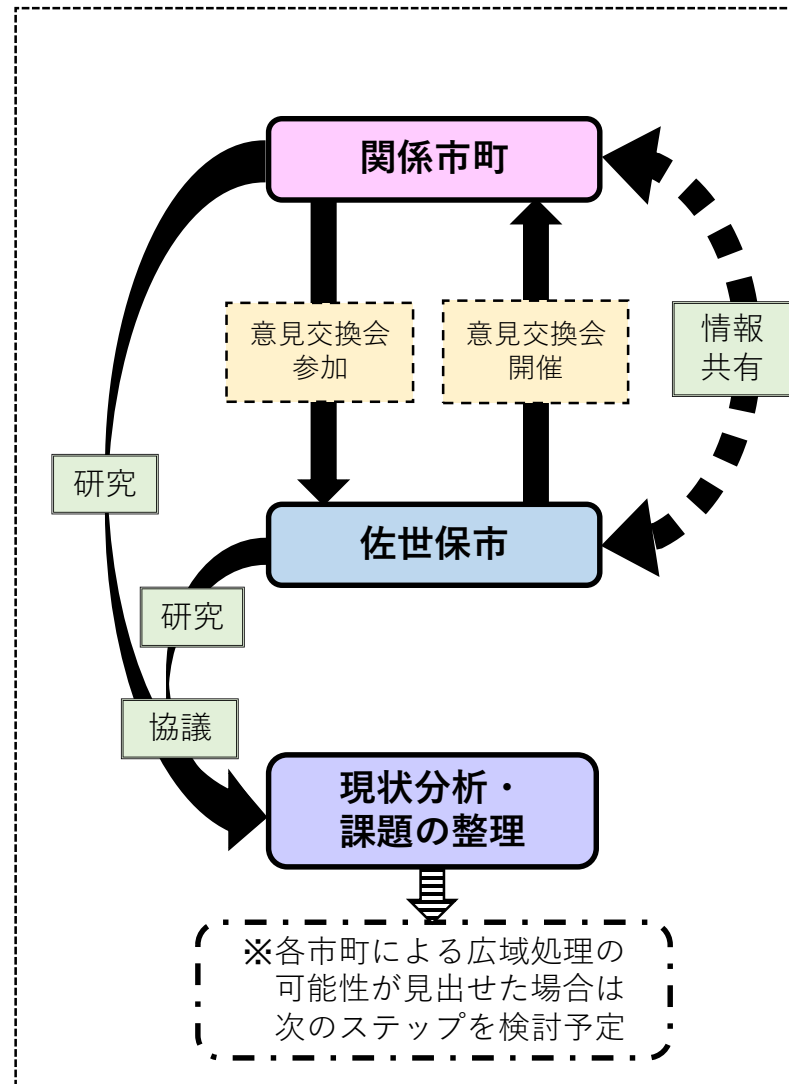 関係市町
意見交換会
参加
意見交換会
開催
情報
共有
研究
佐世保市
研究
協議
現状分析・
課題の整理
※各市町による広域処理の
可能性が見出せた場合は
次のステップを検討予定